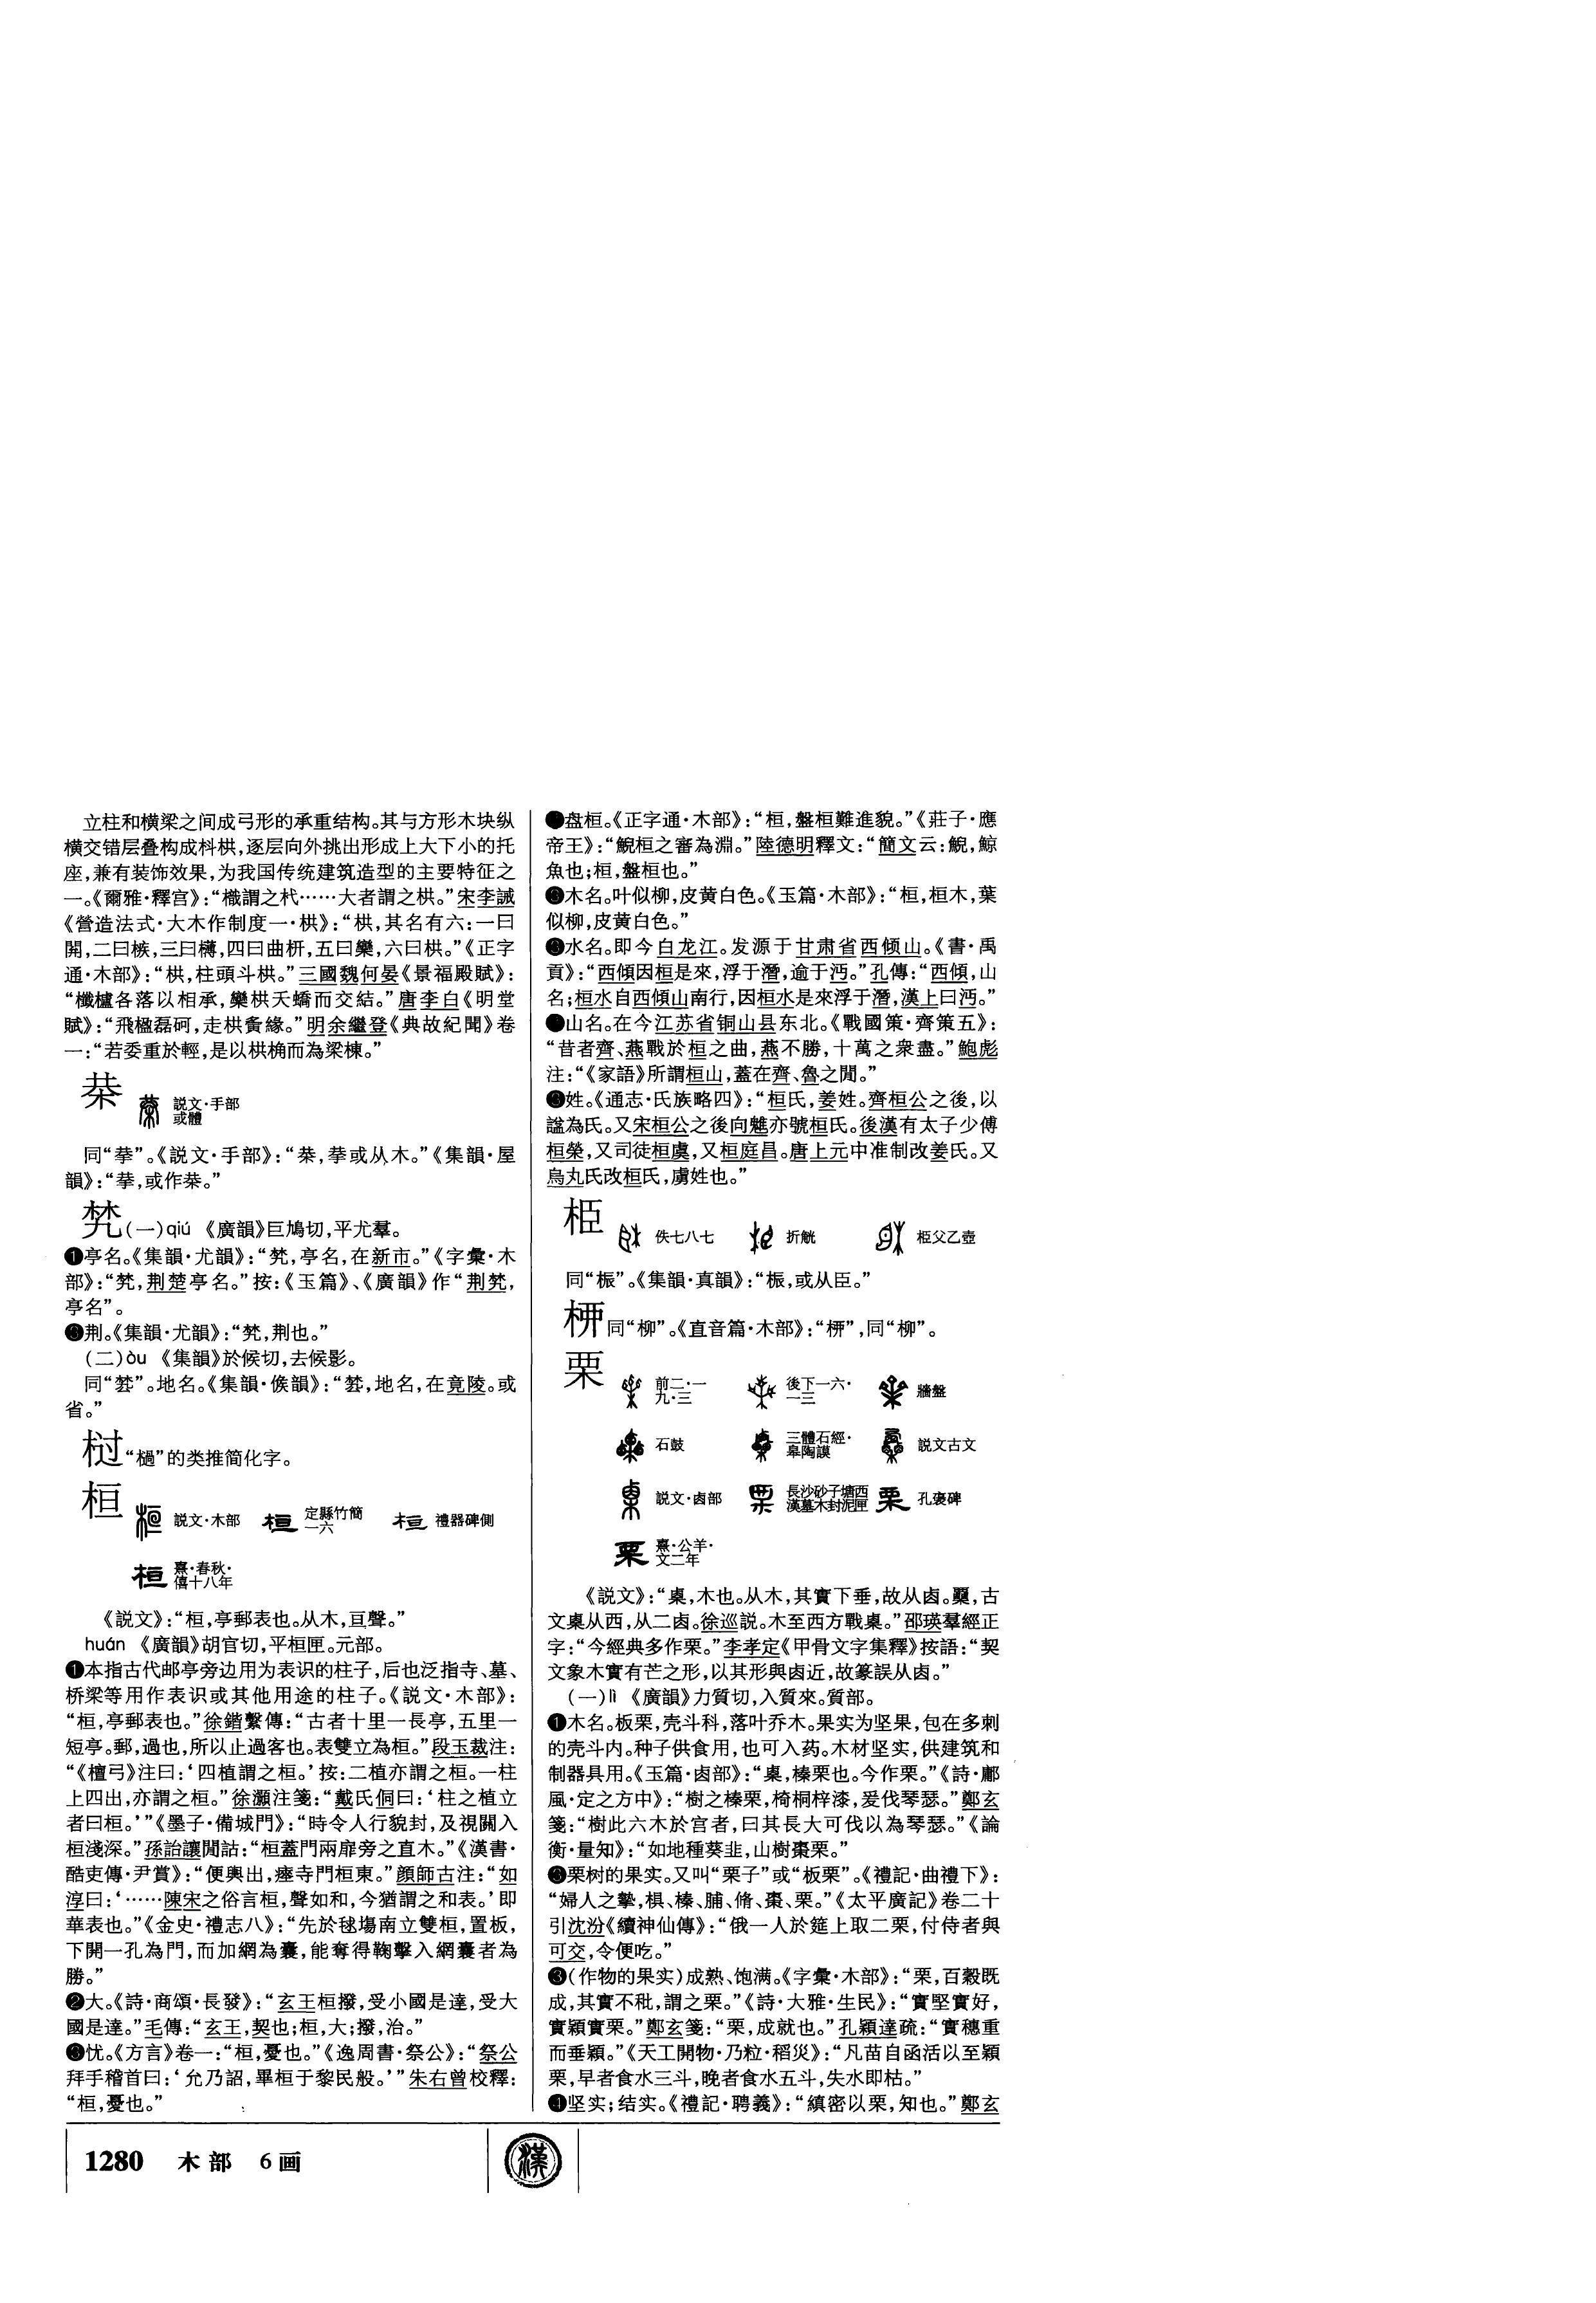 立柱和横梁之间成弓形的承重结构。其与方形木块纵
横交错层叠构成枓栱,逐层向外挑出形成上大下小的托
座,兼有装饰效果,为我国传统建筑造型的主要特征之
一。《爾雅·釋宫》:“樴謂之杙……大者謂之栱。”宋李誡
《營造法式·大木作制度一·栱》:“栱,其名有六:一曰
閞,二曰槉,三曰欂,四曰曲枅,五曰欒,六曰栱。”《正字
通·木部》:“栱,柱頭斗栱。”三國魏何晏《景福殿賦》:
“櫼櫨各落以相承,欒栱夭蟜而交結。”唐李白《明堂
賦》:“飛楹磊砢,走栱夤緣。”明余繼登《典故紀聞》卷
一:“若委重於輕,是以栱桷而為梁棟。”
栞 説文·手部
或體
同“𢪙”。《説文·手部》:“或从木。”《集韻·屋
韻》:“或作
梺(一)qiú 《廣韻》巨鳩切,平尤羣。
❶亭名。《集韻·尤韻》:“亭名,在新市。”《字彙·木
部》:“荆楚亭名。”按:《玉篇》、《廣韻》作“荆
亭名”。
荆。《集韻·尤韻》:“荆也。”
(二)òu 《集韻》於候切,去候影。
地名。《集韻·候韻》:“地名,在竟陵。或
省。”
“檛”的类推简化字。
桓 説文·木部 定縣竹簡
一六 禮器碑側
熹·春秋·
僖十八年
《説文》:“桓,亭郵表也。从木,亘聲。”
huán 《廣韻》胡官切,平桓匣。元部。
❶本指古代邮亭旁边用为表识的柱子,后也泛指寺、墓、
桥梁等用作表识或其他用途的柱子。《説文·木部》:
“桓,亭郵表也。”徐鍇繫傳:“古者十里一長亭,五里一
短亭。郵,過也,所以止過客也。表雙立為桓。”段玉裁注:
“《檀弓》注曰:‘四植謂之桓。’按:二植亦謂之桓。一柱
上四出,亦謂之桓。”徐灝注箋:“戴氏侗曰:‘柱之植立
者曰桓。’”《墨子·備城門》:“時令人行貌封,及視關入
桓淺深。”孫詒讓閒詁:“桓蓋門兩扉旁之直木。”《漢書·
酷吏傳·尹賞》:“便輿出,瘞寺門桓東。”顔師古注:“如
淳曰:‘……陳宋之俗言桓,聲如和,今猶謂之和表。’即
華表也。”《金史·禮志八》:“先於毬場南立雙桓,置板,
下開一孔為門,而加網為囊,能奪得鞠擊入網囊者為
勝。”
❷大。《詩·商頌·長發》:“玄王桓撥,受小國是達,受大
國是達。”毛傳:“玄王,契也;桓,大;撥,治。”
❸忧。《方言》卷一:“桓,憂也。”《逸周書·祭公》:“祭公
拜手稽首曰:‘允乃詔,畢桓于黎民般。’”朱右曾校釋:
“桓,憂也。”
盘桓。《正字通·木部》:“桓,盤桓難進貌。”《莊子·應
帝王》:“鯢桓之審為淵。”陸德明釋文:“簡文云:鯢,鯨
魚也;桓,盤桓也。”
木名。叶似柳,皮黄白色。《玉篇·木部》:“桓,桓木,葉
似柳,皮黄白色。”
水名。即今白龙江。发源于甘肃省西倾山。《書·禹
貢》:“西傾因桓是來,浮于潛,逾于沔。”孔傳:“西傾,山
名;桓水自西傾山南行,因桓水是來浮于潛,漢上曰沔。”
山名。在今江苏省铜山县东北。《戰國策·齊策五》:
“昔者齊、燕戰於桓之曲,燕不勝,十萬之衆盡。”鮑彪
注:“《家語》所謂桓山,蓋在齊、魯之閒。”
姓。《通志·氏族略四》:“桓氏,姜姓。齊桓公之後,以
諡為氏。又宋桓公之後向魋亦號桓氏。後漢有太子少傅
桓榮,又司徒桓虞,又桓庭昌。唐上元中准制改姜氏。又
烏丸氏改桓氏,虜姓也。”
栕 佚七八七 折觥 栕父乙壺
同“桭”。《集韻·真韻》:“桭,或从臣。”
同“柳”。《直音篇·木部》:同“柳”。
栗 前二·一
九·三 後下一六·
一三 牆盤
石鼓 三體石經·
皋陶謨 説文古文
説文·卤部 長沙砂子塘西
漢墓木封泥匣 孔褒碑
熹·公羊·
文二年
《説文》:“㮚,木也。从木,其實下垂,故从卤。古
文㮚从西,从二卤。徐巡説。木至西方戰㮚。”邵瑛羣經正
字:“今經典多作栗。”李孝定《甲骨文字集釋》按語:“契
文象木實有芒之形,以其形與卤近,故篆誤从卤。”
(一)lì 《廣韻》力質切,入質來。質部。
❶木名。板栗,壳斗科,落叶乔木。果实为坚果,包在多刺
的壳斗内。种子供食用,也可入药。木材坚实,供建筑和
制器具用。《玉篇·卤部》:“㮚,榛栗也。今作栗。”《詩·鄘
風·定之方中》:“樹之榛栗,椅桐梓漆,爰伐琴瑟。”鄭玄
箋:“樹此六木於宫者,曰其長大可伐以為琴瑟。”《論
衡·量知》:“如地種葵韭,山樹棗栗。”
栗树的果实。又叫“栗子”或“板栗”。《禮記·曲禮下》:
“婦人之摯,椇、榛、脯、脩、棗、栗。”《太平廣記》卷二十
引沈汾《續神仙傳》:“俄一人於筵上取二栗,付侍者與
可交,令便吃。”
❸(作物的果实)成熟、饱满。《字彙·木部》:“栗,百穀既
成,其實不秕,謂之栗。”《詩·大雅·生民》:“實堅實好,
實穎實栗。”鄭玄箋:“栗,成就也。”孔穎達疏:“實穗重
而垂穎。”《天工開物·乃粒·稻災》:“凡苗自函活以至穎
栗,早者食水三斗,晚者食水五斗,失水即枯。”
❹坚实;结实。《禮記·聘義》:“縝密以栗,知也。”鄭玄
1280 木部 6画
漢